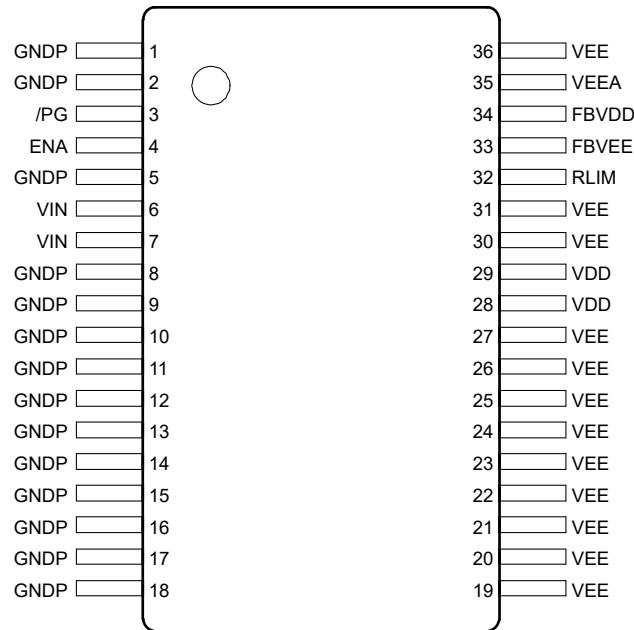 GNDP 1 36 VEE
GNDP 2 35 VEEA
/PG 3 34 FBVDD
ENA 4 33 FBVEE
GNDP 5 32 RLIM
VIN 6 31 VEE
VIN 7 30 VEE
GNDP 8 29 VDD
GNDP 9 28 VDD
GNDP 10 27 VEE
GNDP 11 26 VEE
GNDP 12 25 VEE
GNDP 13 24 VEE
GNDP 14 23 VEE
GNDP 15 22 VEE
GNDP 16 21 VEE
GNDP 17 20 VEE
GNDP 18 19 VEE